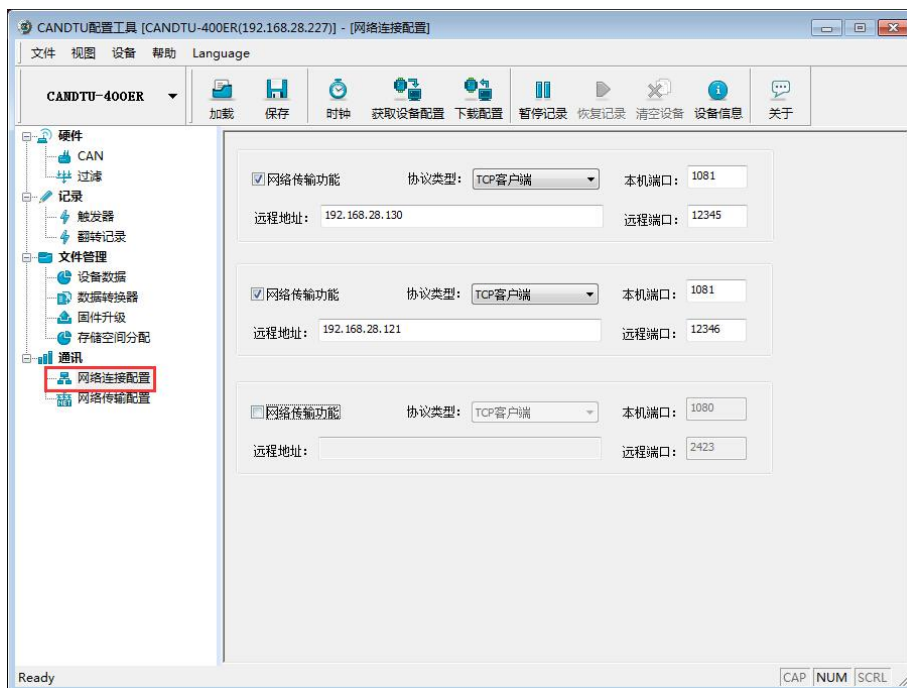 CANDTU配置工具 [CANDTU-400ER(192.168.28.227)] - [网络连接配置]
文件 视图 设备 帮助 Language
CANDTU-400ER
加载 保存 时钟 获取设备配置 下载配置 暂停记录 恢复记录 清空设备 设备信息 关于
硬件
CAN
过滤
记录
触发器
翻转记录
文件管理
设备数据
数据转换器
固件升级
存储空间分配
通讯
网络连接配置
网络传输配置
网络传输功能 协议类型: TCP客户端 本机端口: 1081
远程地址: 192.168.28.130 远程端口: 12345
网络传输功能 协议类型: TCP客户端 本机端口: 1081
远程地址: 192.168.28.121 远程端口: 12346
网络传输功能 协议类型: TCP客户端 本机端口: 1080
远程地址: 远程端口: 2423
Ready CAP NUM SCRL